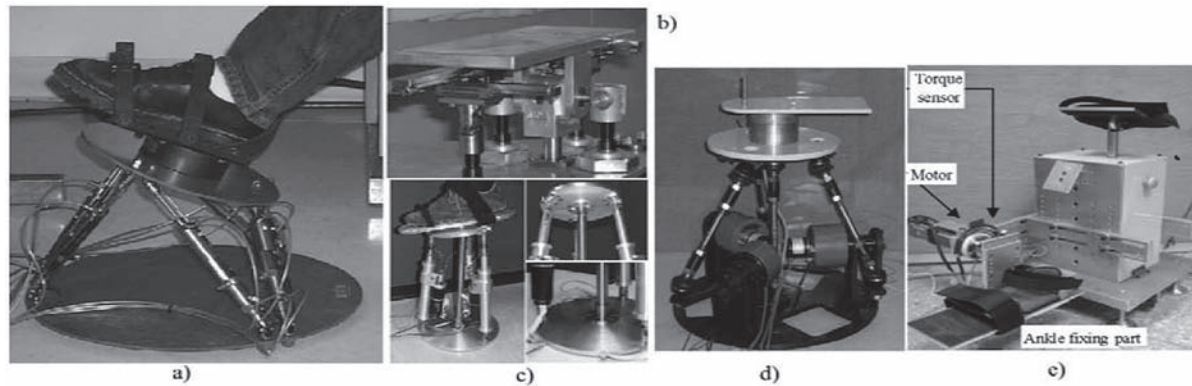 b)
Torque
sensor
Motor
Ankle fixing part
a)
c)
d)
e)